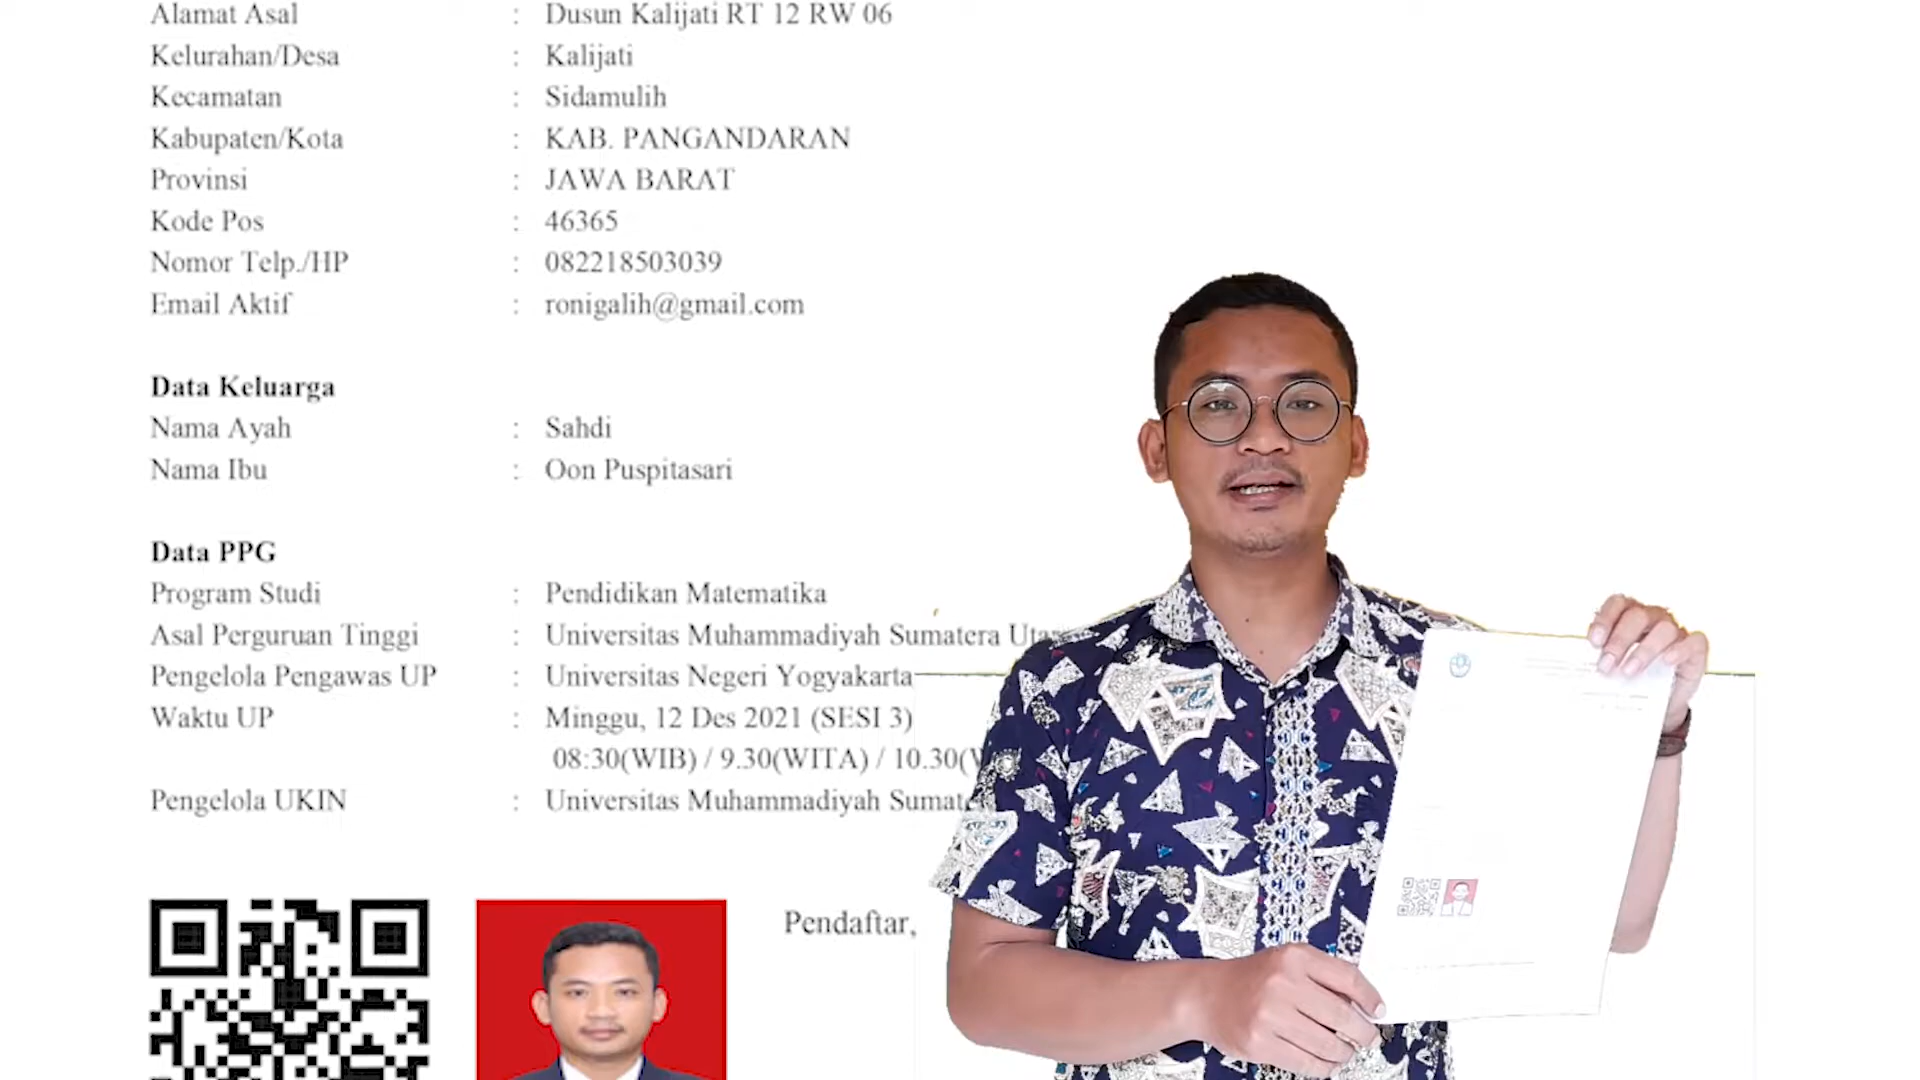 Alamat Asal : Dusun Kalijati RT 12 RW 06
Kelurahan/Desa : Kalijati
Kecamatan : Sidamulih
Kabupaten/Kota : KAB. PANGANDARAN
Provinsi : JAWA BARAT
Kode Pos : 46365
Nomor Telp./HP : 082218503039
Email Aktif : ronigalih@gmail.com
Data Keluarga
Nama Ayah : Sahdi
Nama Ibu : Oon Puspitasari
Data PPG
Program Studi : Pendidikan Matematika
Asal Perguruan Tinggi : Universitas Muhammadiyah Sumatera Utara
Pengelola Pengawas UP : Universitas Negeri Yogyakarta
Waktu UP : Minggu, 12 Des 2021 (SESI 3)
08:30(WIB) / 9.30(WITA) / 10.30(
Pengelola UKIN : Universitas Muhammadiyah
Pendaftar,